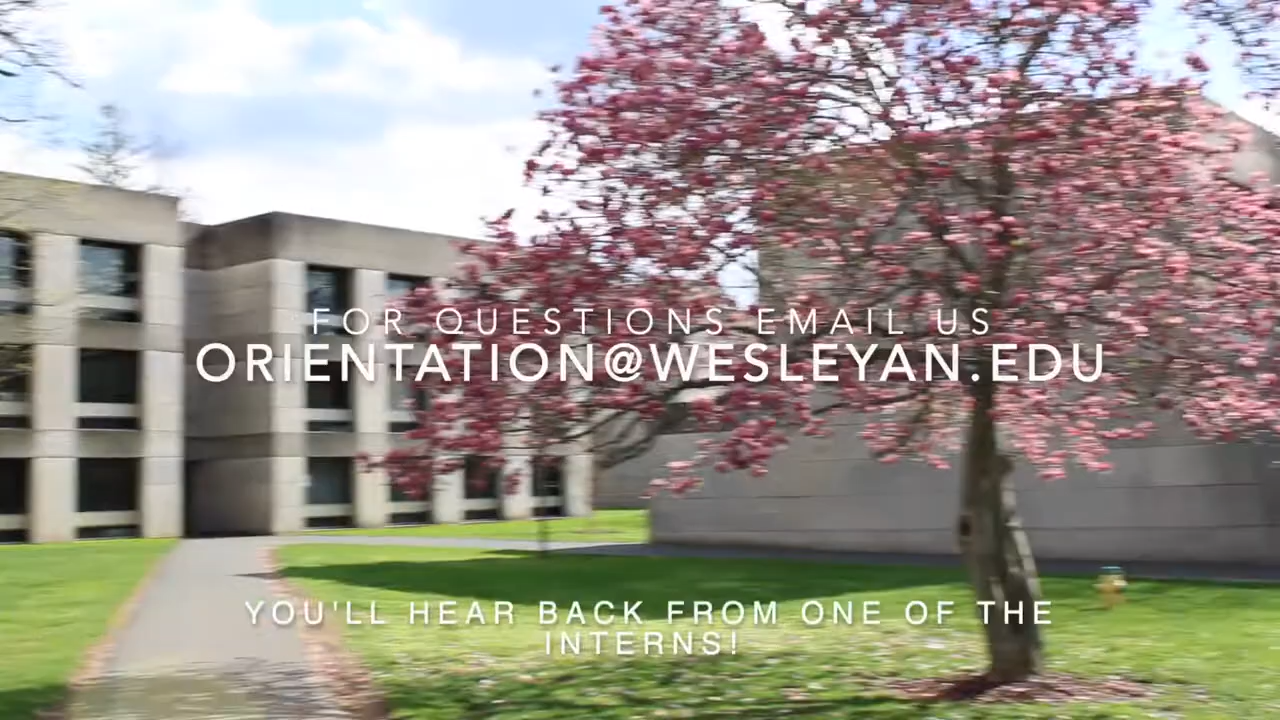 FOR QUESTIONS EMAIL US
ORIENTATION@WESLEYAN.EDU
YOU'LL HEAR BACK FROM ONE OF THE
INTERNS!